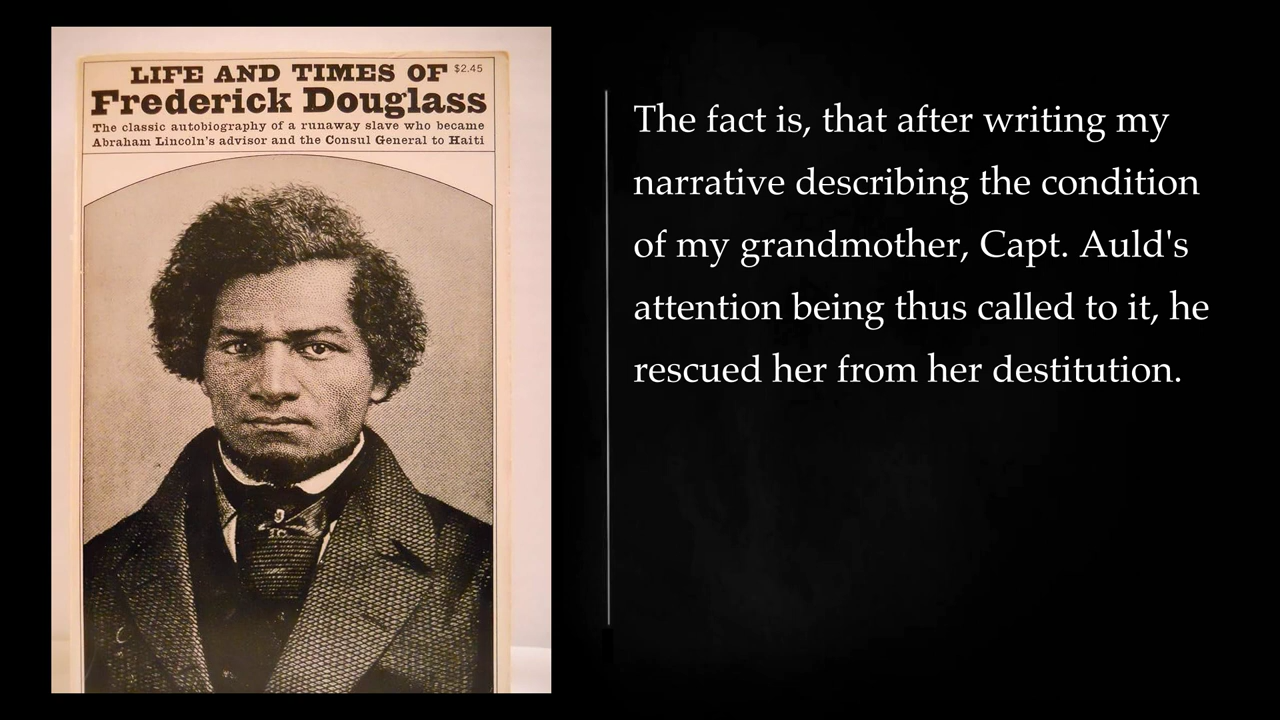 LIFE AND TIMES OF $2.45
Frederick Douglass
The classic autobiography of a runaway slave who became
Abraham Lincoln's advisor and the Consul General to Haiti
The fact is, that after writing my
narrative describing the condition
of my grandmother, Capt. Auld's
attention being thus called to it, he
rescued her from her destitution.